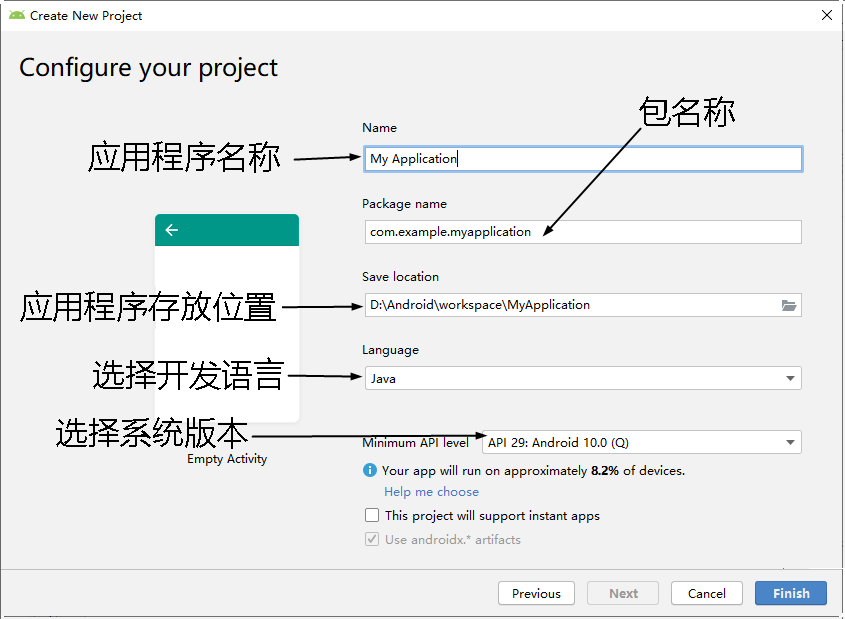 Create New Project
Configure your project
包名称
Name
应用程序名称
My Application
Package name
com.example.myapplication
Save location
应用程序存放位置
D:\Android\workspace\MyApplication
Language
选择开发语言
Java
选择系统版本
Minimum API level
API 29: Android 10.0 (Q)
Empty Activity
Your app will run on approximately 8.2% of devices.
Help me choose
This project will support instant apps
Use androidx.* artifacts
Previous
Next
Cancel
Finish